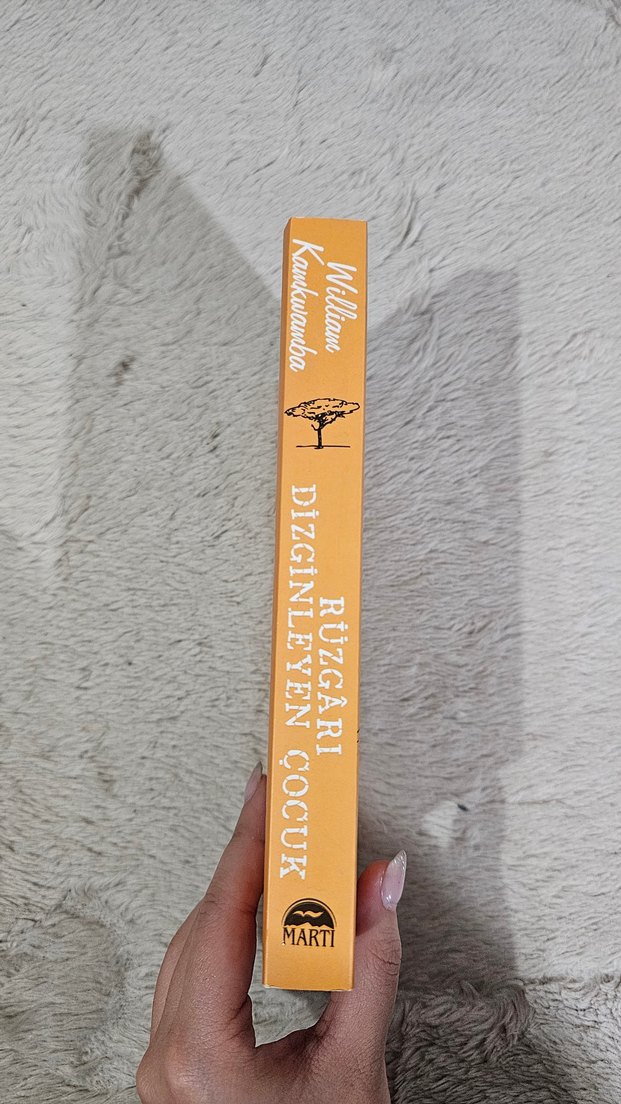 William
Kamkwamba
RÜZGÂRI
DİZGİNLEYEN ÇOCUK
MARTI